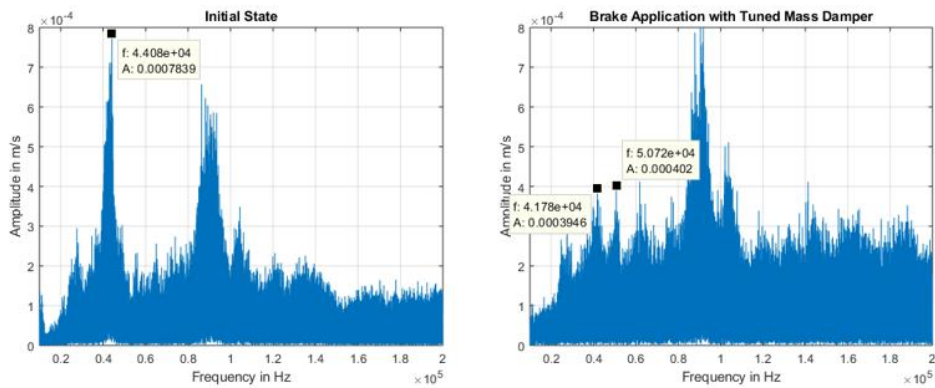 Initial State
×10⁻⁴
8
7
6
5
4
3
2
1
0
Amplitude in m/s
f: 4.408e+04
A: 0.0007839
0.2 0.4 0.6 0.8 1 1.2 1.4 1.6 1.8 2
Frequency in Hz
×10⁵
Brake Application with Tuned Mass Damper
×10⁻⁴
8
7
6
5
4
3
2
1
0
Amplitude in m/s
f: 5.072e+04
A: 0.000402
f: 4.178e+04
A: 0.0003946
0.2 0.4 0.6 0.8 1 1.2 1.4 1.6 1.8 2
Frequency in Hz
×10⁵